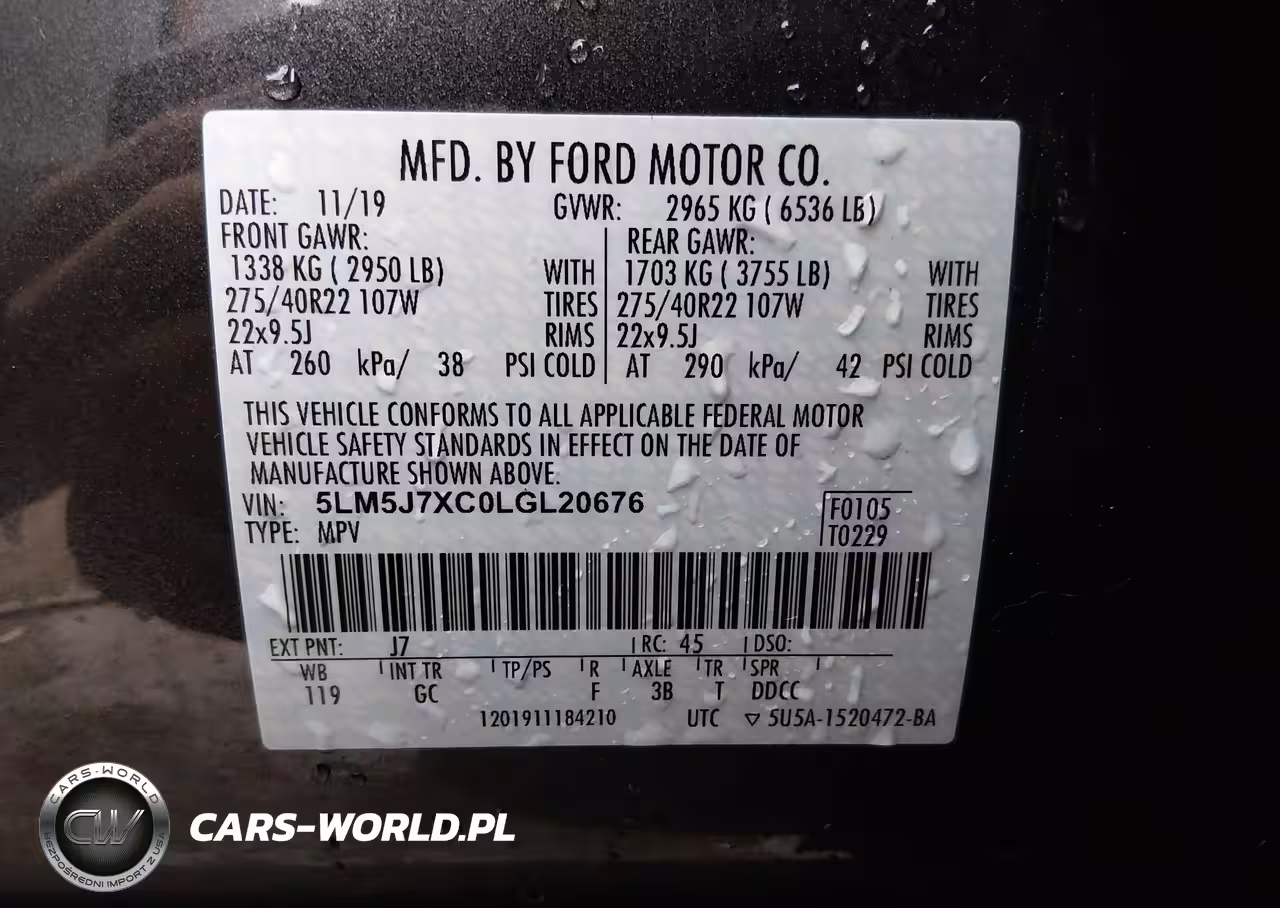 MFD. BY FORD MOTOR CO.
DATE: 11/19 GVWR: 2965 KG ( 6536 LB)
FRONT GAWR: REAR GAWR:
1338 KG ( 2950 LB) WITH 1703 KG ( 3755 LB) WITH
275/40R22 107W TIRES 275/40R22 107W TIRES
22x9.5J RIMS 22x9.5J RIMS
AT 260 kPa/ 38 PSI COLD AT 290 kPa/ 42 PSI COLD
THIS VEHICLE CONFORMS TO ALL APPLICABLE FEDERAL MOTOR
VEHICLE SAFETY STANDARDS IN EFFECT ON THE DATE OF
MANUFACTURE SHOWN ABOVE.
VIN: 5LM5J7XC0LGL20676 F0105
TYPE: MPV T0229
EXT PNT: J7 RC: 45 DSO:
WB INT TR TP/PS R AXLE TR SPR
119 GC F 3B T DDCC
1201911184210 UTC ▽ 5U5A-1520472-BA
CARS-WORLD
CW
BEZPOŚREDNI IMPORT Z USA
CARS-WORLD.PL